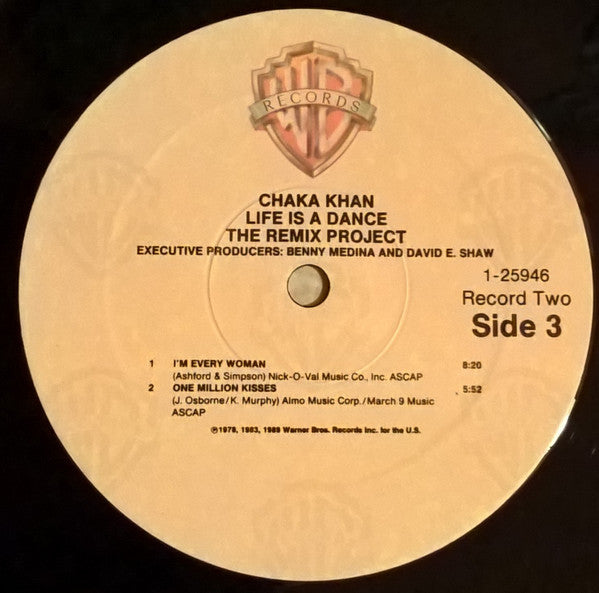 WB
RECORDS
CHAKA KHAN
LIFE IS A DANCE
THE REMIX PROJECT
EXECUTIVE PRODUCERS: BENNY MEDINA AND DAVID E. SHAW
1-25946
Record Two
Side 3
1 I'M EVERY WOMAN 8:20
(Ashford & Simpson) Nick-O-Val Music Co., Inc. ASCAP
2 ONE MILLION KISSES 5:52
(J. Osborne/K. Murphy) Almo Music Corp./March 9 Music
ASCAP
℗1978, 1983, 1989 Warner Bros. Records Inc. for the U.S.